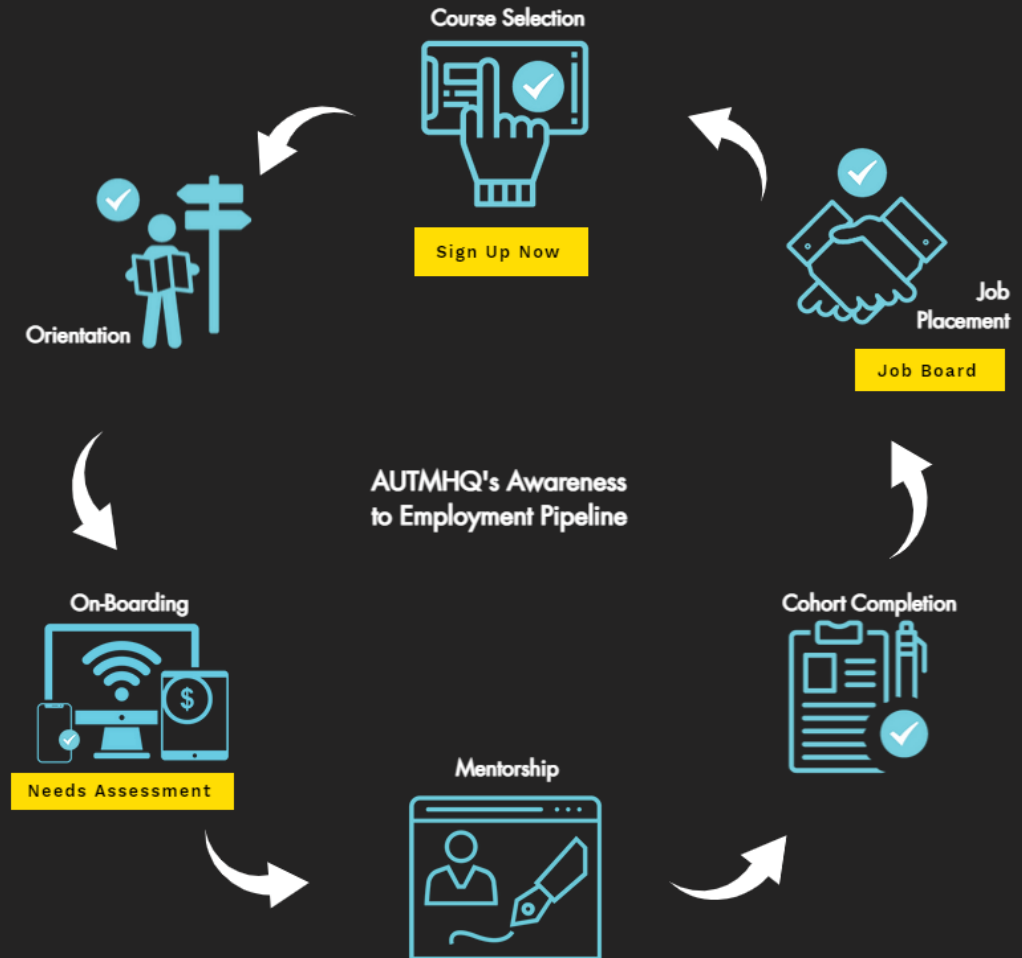 Course Selection
Sign Up Now
Orientation
Job
Placement
Job Board
AUTMHQ's Awareness
to Employment Pipeline
On-Boarding
$
Needs Assessment
Mentorship
Cohort Completion